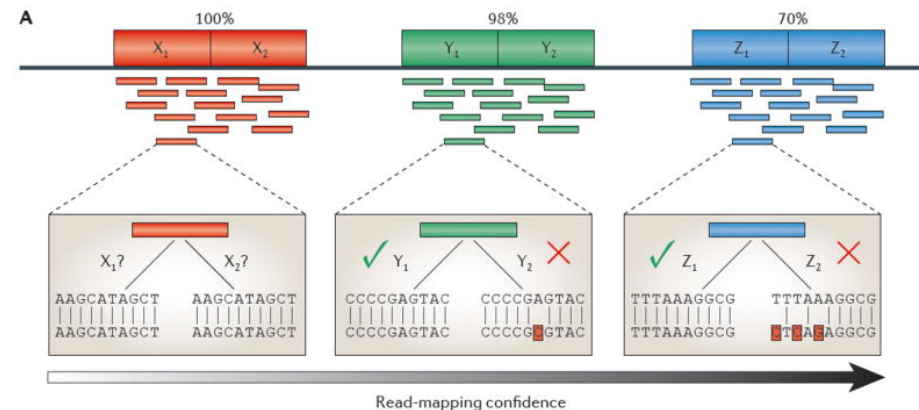 A
100% 98% 70%
X₁ X₂ Y₁ Y₂ Z₁ Z₂
X₁? X₂? Y₁ Y₂ Z₁ Z₂
AAGCATAGCT AAGCATAGCT CCCCGAGTAC CCCCGAGTAC TTTAAAGGCG TTTAAAGGCG
AAGCATAGCT AAGCATAGCT CCCCGAGTAC CCCCGCGTAC TTTAAAGGCG CTCAGAGGCG
Read-mapping confidence